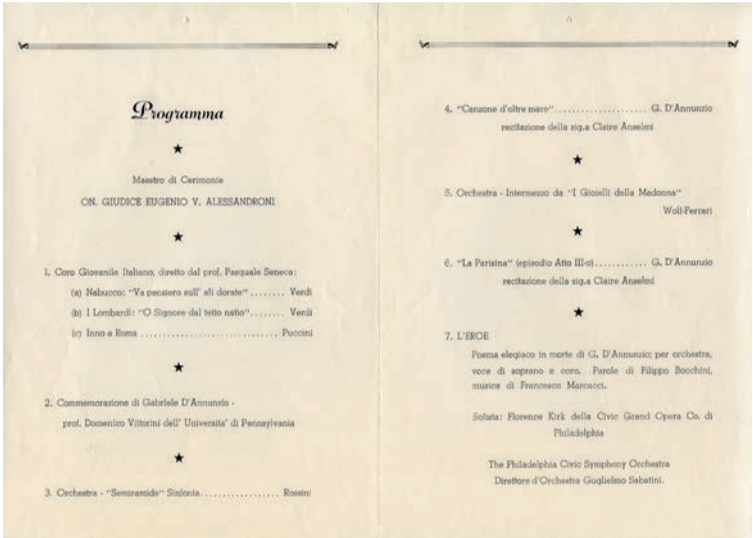 Programma
Maestro di Cerimonie
ON. GIUDICE EUGENIO V. ALESSANDRONI
1. Coro Giovanile Italiano, diretto dal prof. Pasquale Seneca:
(a) Nabucco: "Va pensiero sull' ali dorate" ........ Verdi
(b) I Lombardi: "O Signore dal tetto natio" ....... Verdi
(c) Inno a Roma ............................... Puccini
2. Commemorazione di Gabriele D'Annunzio -
prof. Domenico Vittorini dell' Universita' di Pennsylvania
3. Orchestra - "Semiramide" Sinfonia .................. Rossini
4. "Canzone d'oltre mare" ..................... G. D'Annunzio
recitazione della sig.a Claire Anselmi
5. Orchestra - Intermezzo da "I Gioielli della Madonna"
Wolf-Ferrari
6. "La Parisina" (episodio Atto III-o) ............ G. D'Annunzio
recitazione della sig.a Claire Anselmi
7. L'EROE
Poema elegiaco in morte di G. D'Annunzio; per orchestra,
voce di soprano e coro. Parole di Filippo Bocchini,
musica di Francesco Marcacci.
Solista: Florence Kirk della Civic Grand Opera Co. di
Philadelphia
The Philadelphia Civic Symphony Orchestra
Direttore d'Orchestra Guglielmo Sabatini.